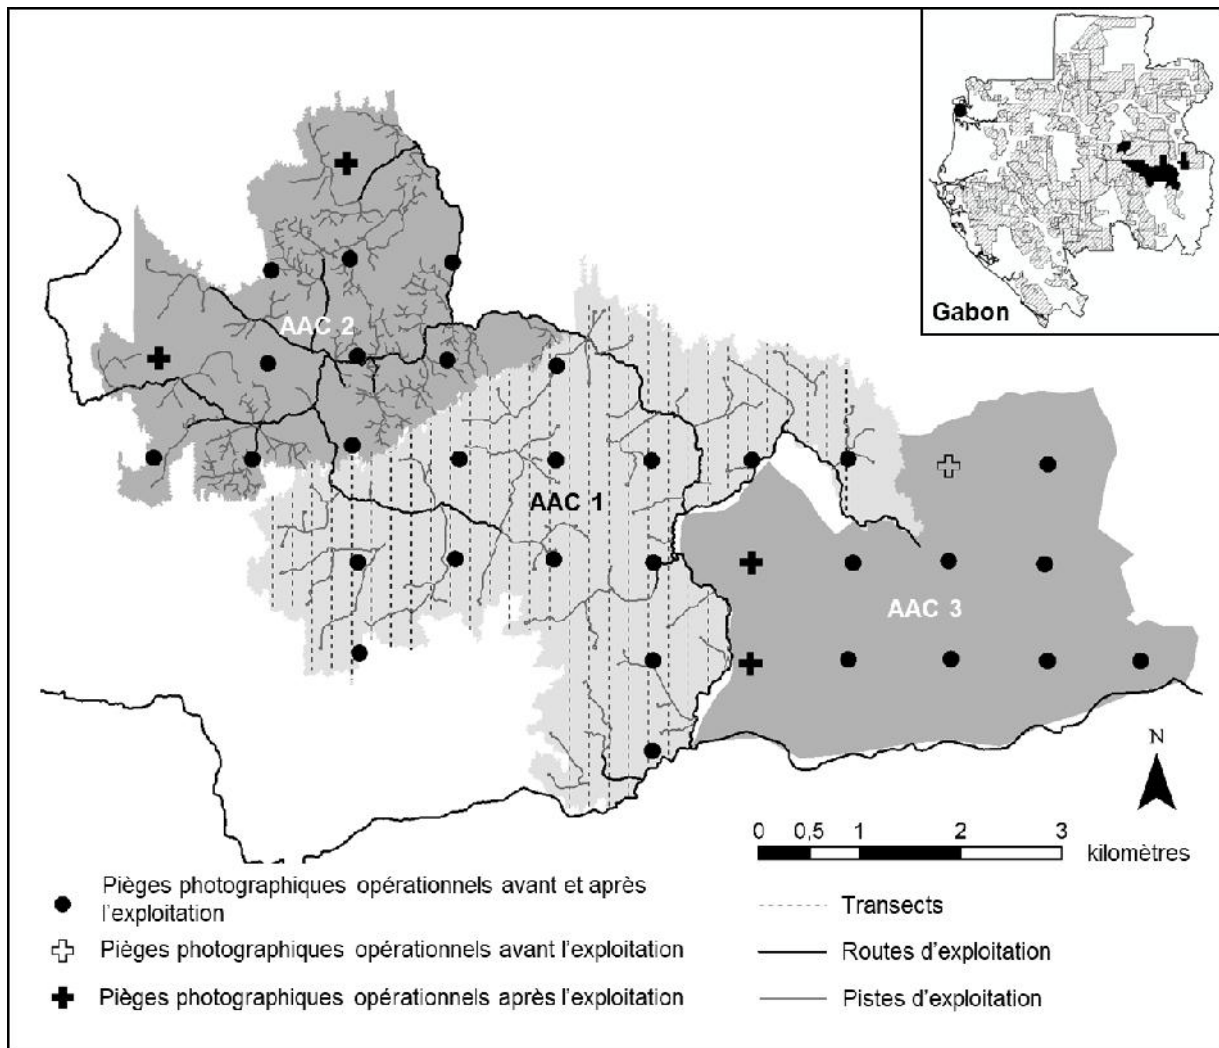 Gabon
AAC 2
AAC 1
AAC 3
N
0 0,5 1 2 3
kilomètres
Pièges photographiques opérationnels avant et après
l'exploitation
Pièges photographiques opérationnels avant l'exploitation
Pièges photographiques opérationnels après l'exploitation
Transects
Routes d'exploitation
Pistes d'exploitation